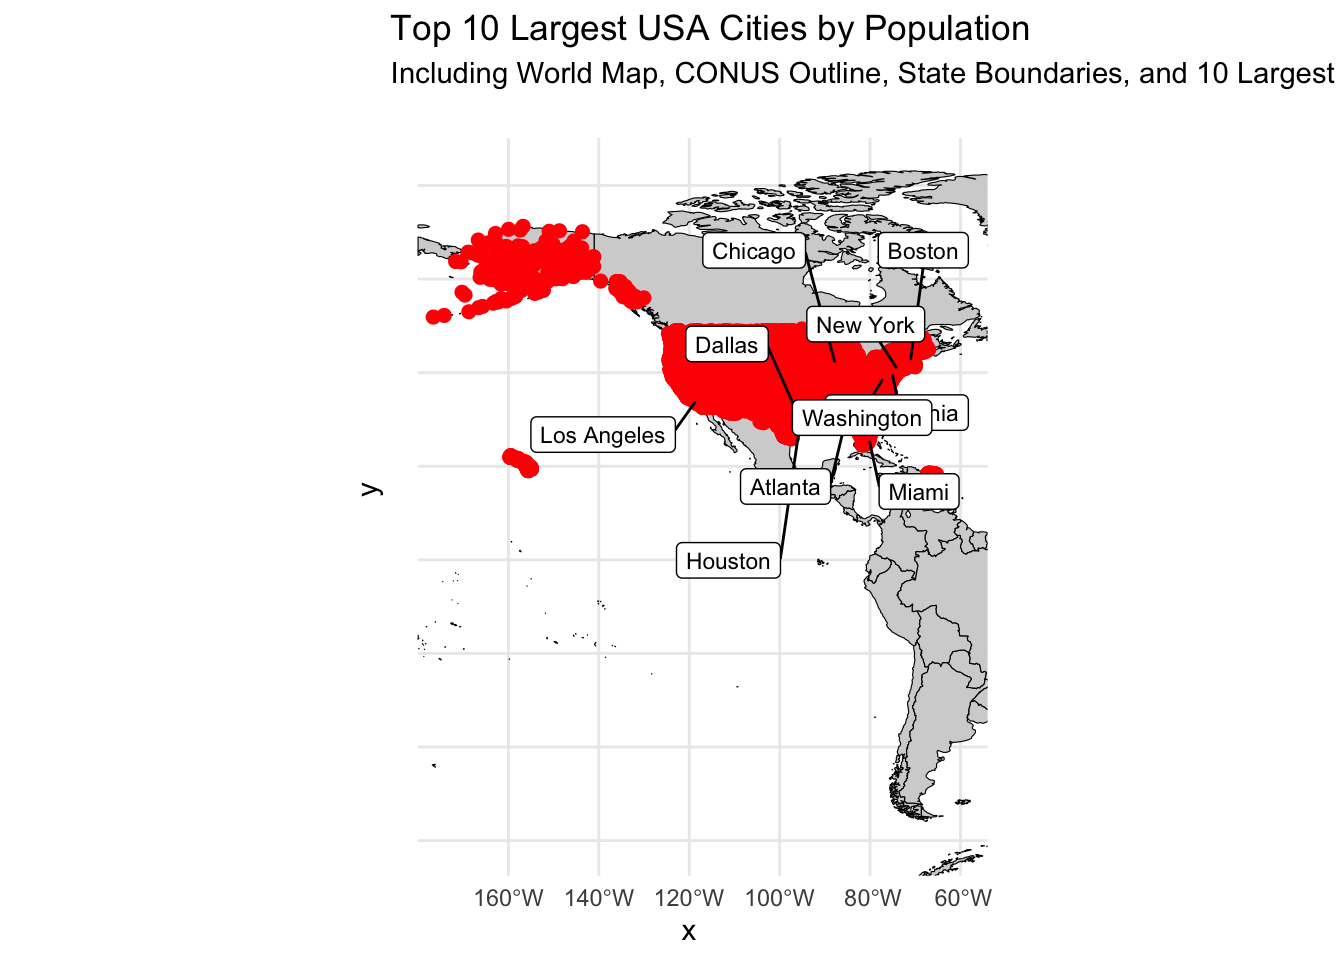 Top 10 Largest USA Cities by Population
Including World Map, CONUS Outline, State Boundaries, and 10 Largest
Chicago
Boston
New York
Dallas
Washington
nia
Los Angeles
Atlanta
Miami
Houston
y
160°W 140°W 120°W 100°W 80°W 60°W
x